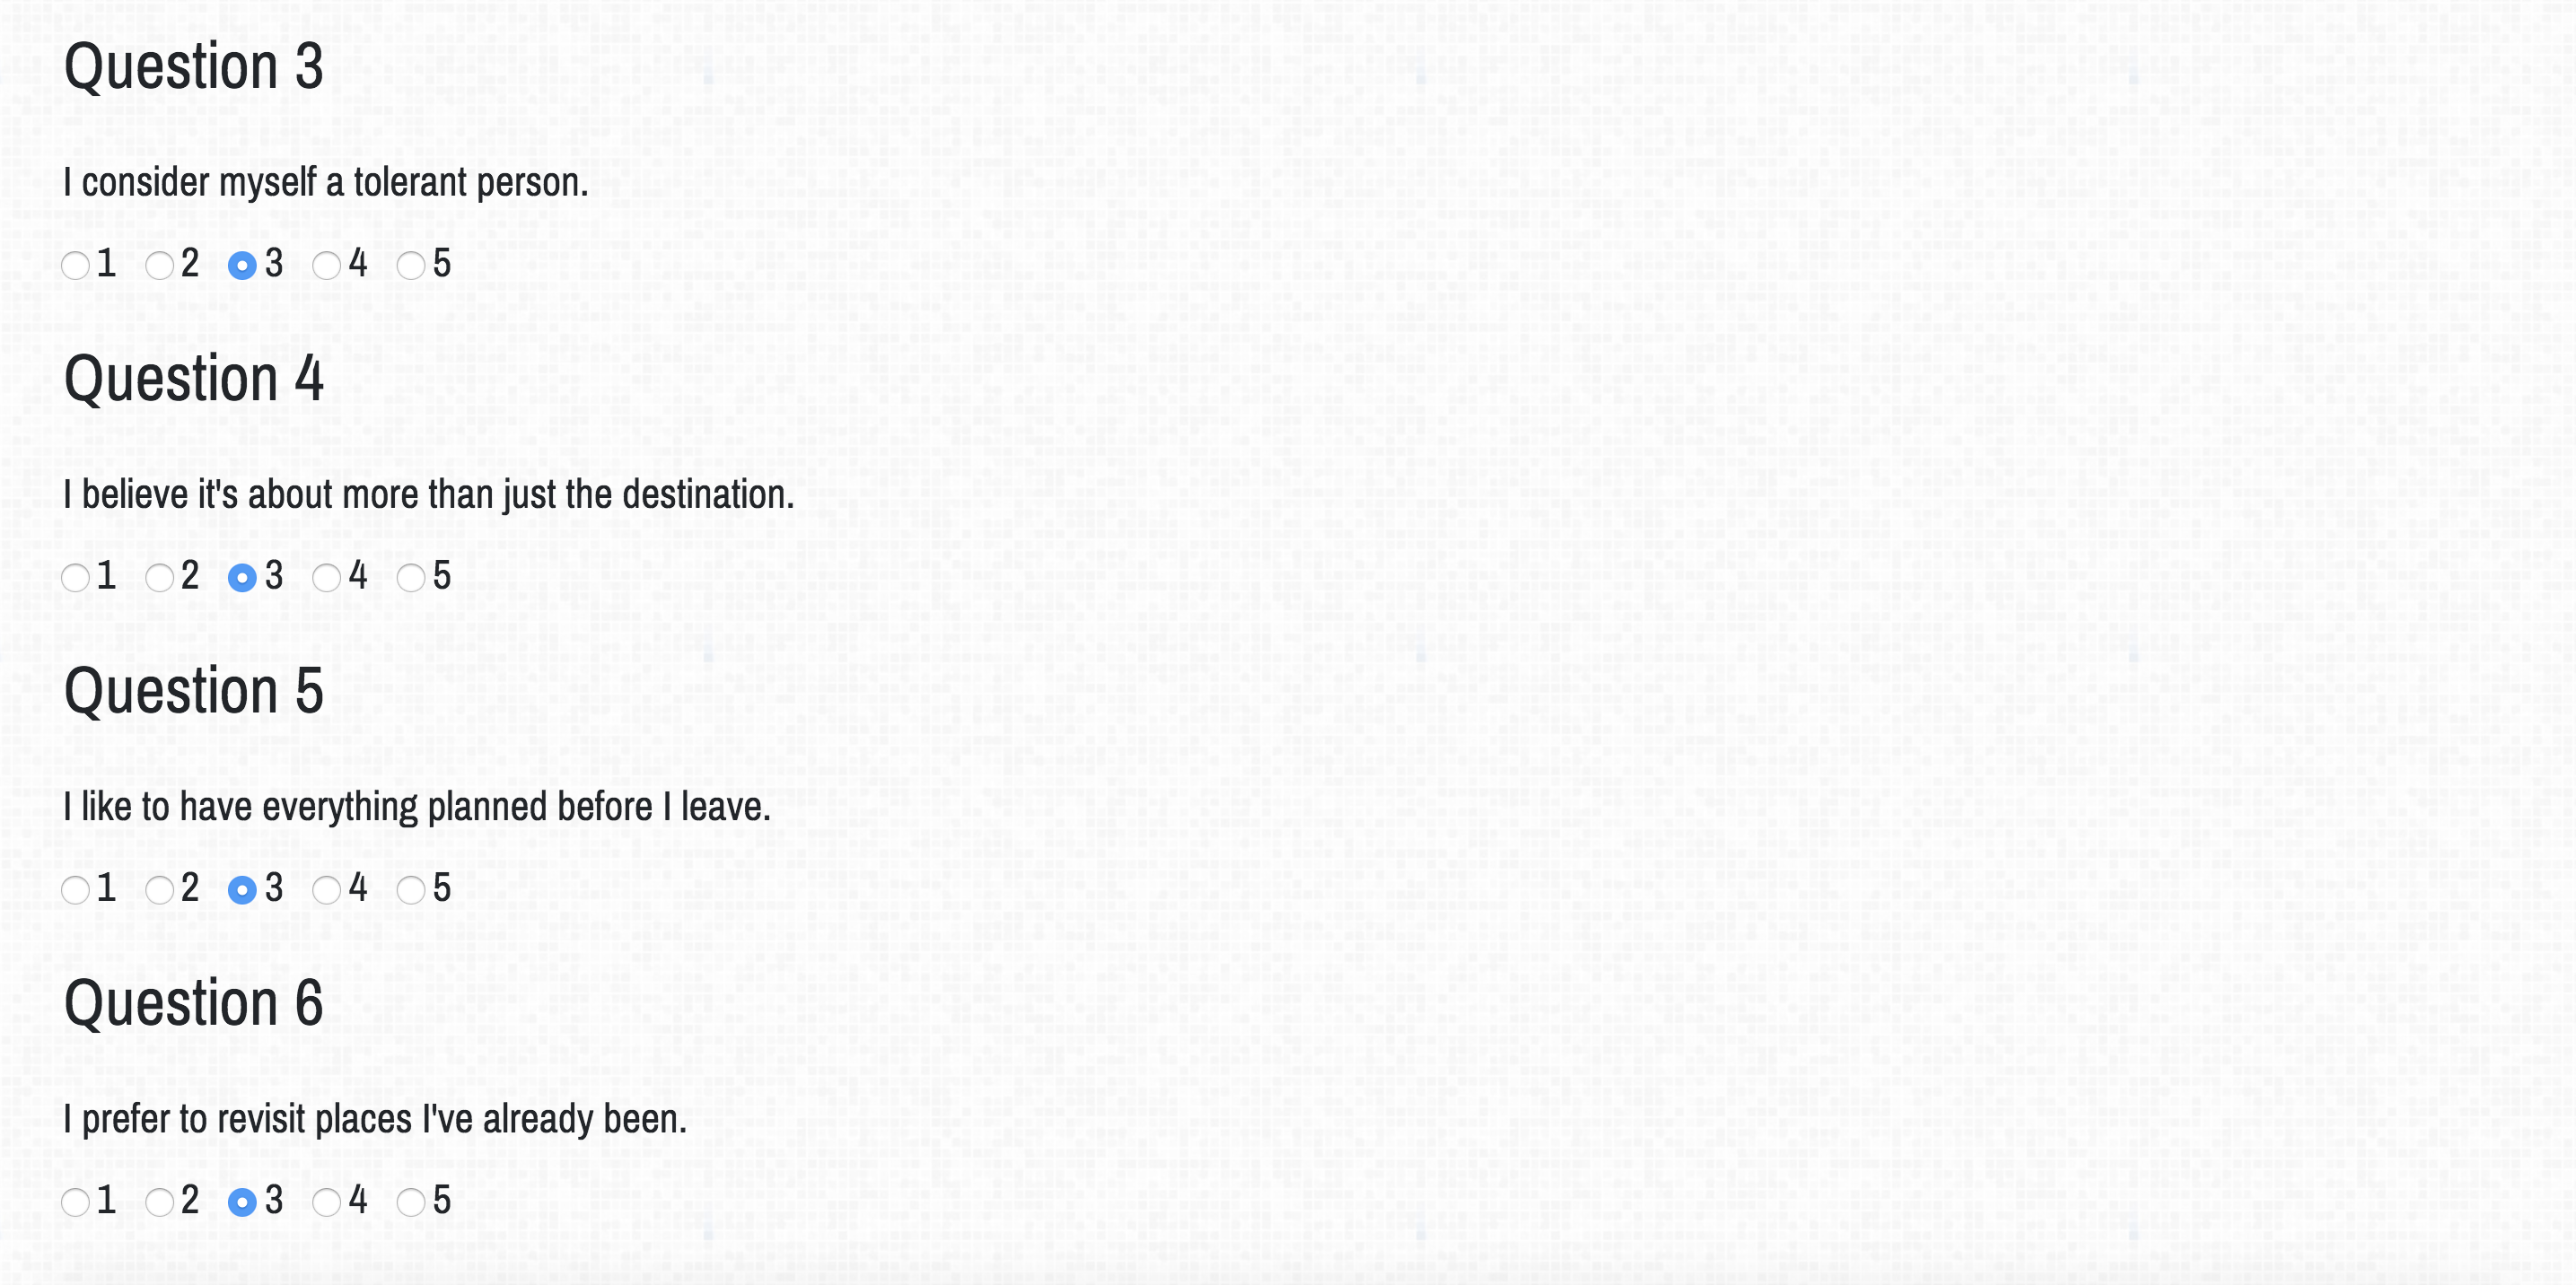 Question 3
I consider myself a tolerant person.
1 2 3 4 5
Question 4
I believe it's about more than just the destination.
1 2 3 4 5
Question 5
I like to have everything planned before I leave.
1 2 3 4 5
Question 6
I prefer to revisit places I've already been.
1 2 3 4 5